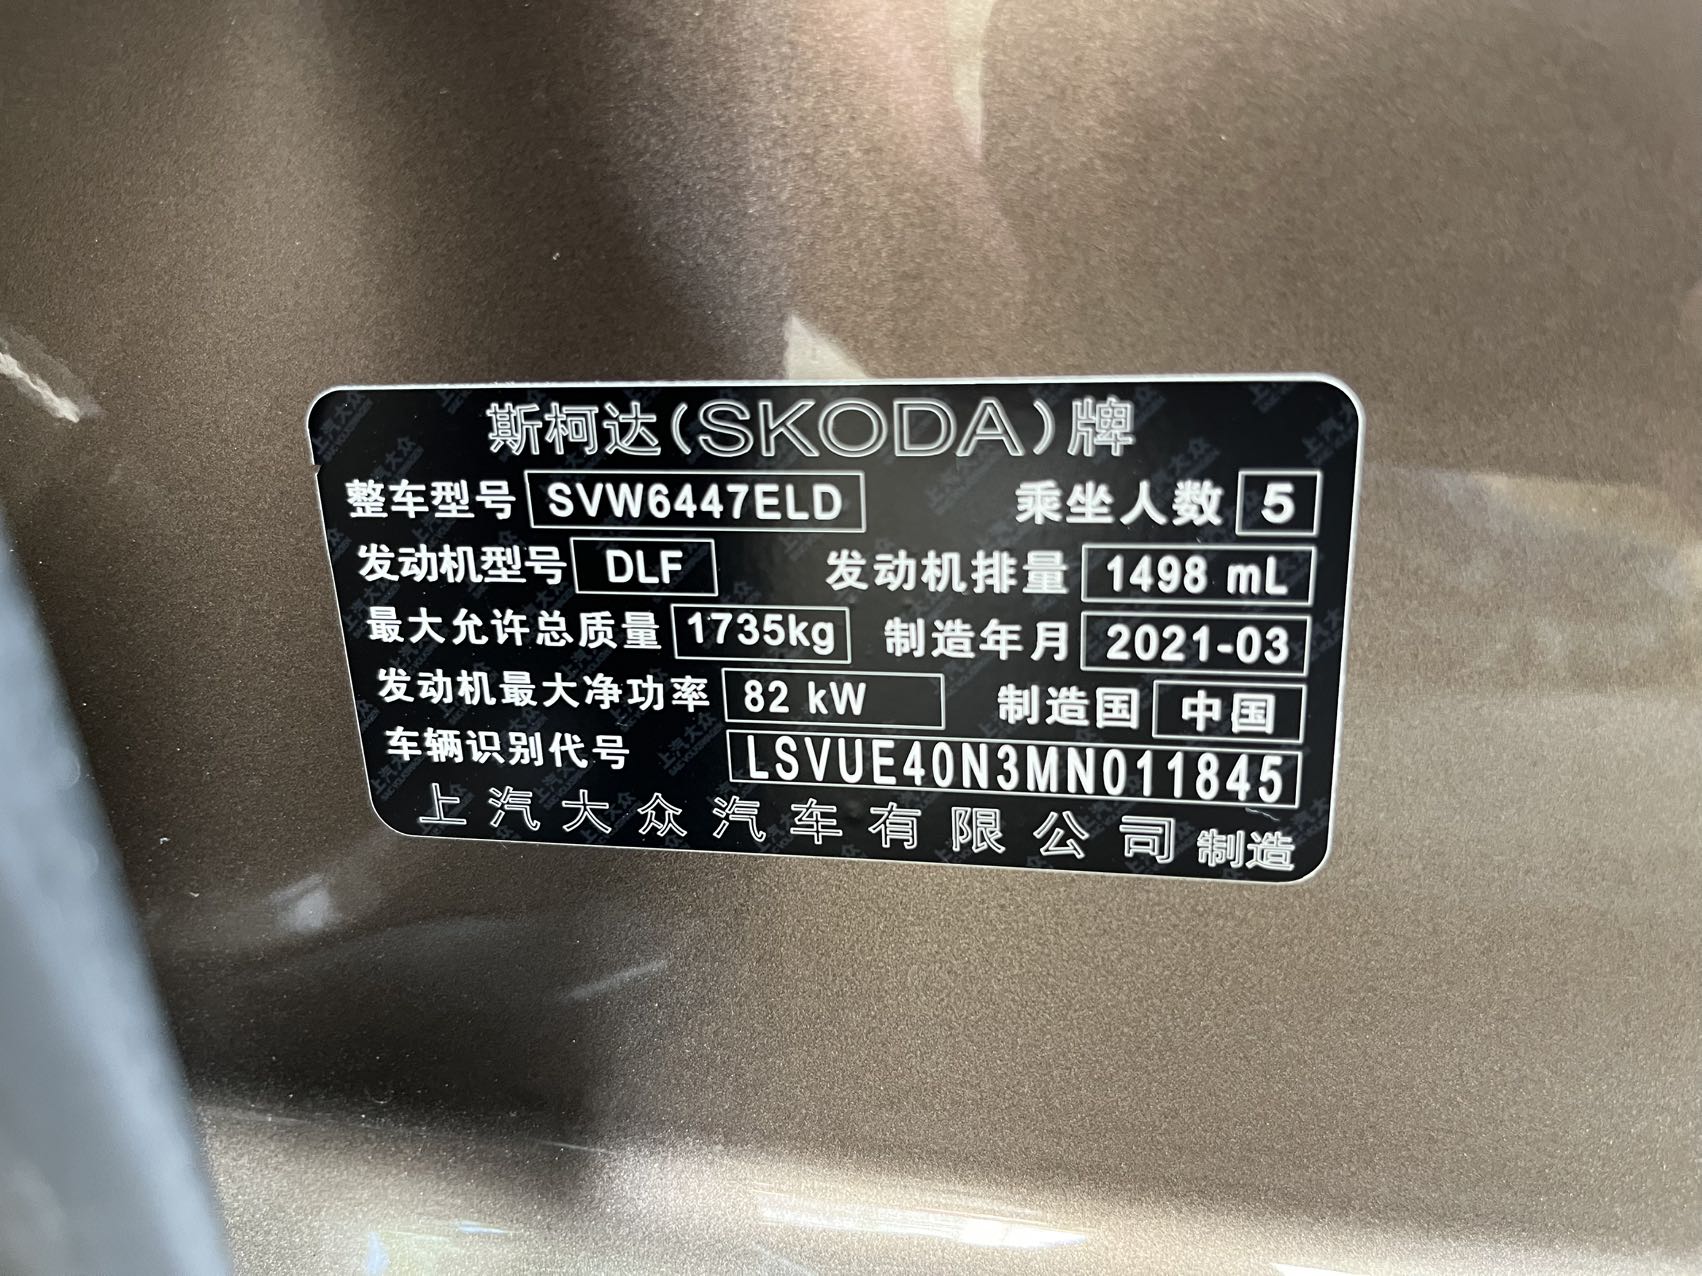 斯柯达(SKODA)牌
整车型号 SVW6447ELD 乘坐人数 5
发动机型号 DLF 发动机排量 1498 mL
最大允许总质量 1735kg 制造年月 2021-03
发动机最大净功率 82 kW 制造国 中国
车辆识别代号 LSVUE40N3MN011845
上汽大众汽车有限公司 制造